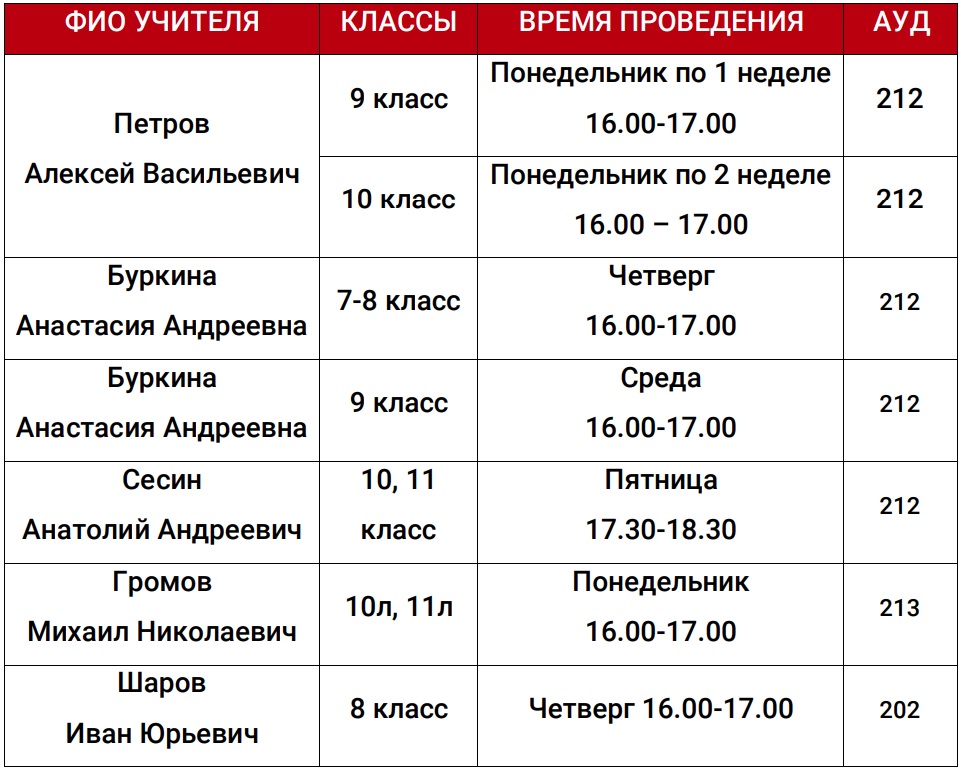 ФИО УЧИТЕЛЯ КЛАССЫ ВРЕМЯ ПРОВЕДЕНИЯ АУД
Петров
Алексей Васильевич
9 класс
Понедельник по 1 неделе
16.00-17.00
212
10 класс
Понедельник по 2 неделе
16.00 – 17.00
212
Буркина
Анастасия Андреевна
7-8 класс
Четверг
16.00-17.00
212
Буркина
Анастасия Андреевна
9 класс
Среда
16.00-17.00
212
Сесин
Анатолий Андреевич
10, 11
класс
Пятница
17.30-18.30
212
Громов
Михаил Николаевич
10л, 11л
Понедельник
16.00-17.00
213
Шаров
Иван Юрьевич
8 класс
Четверг 16.00-17.00
202